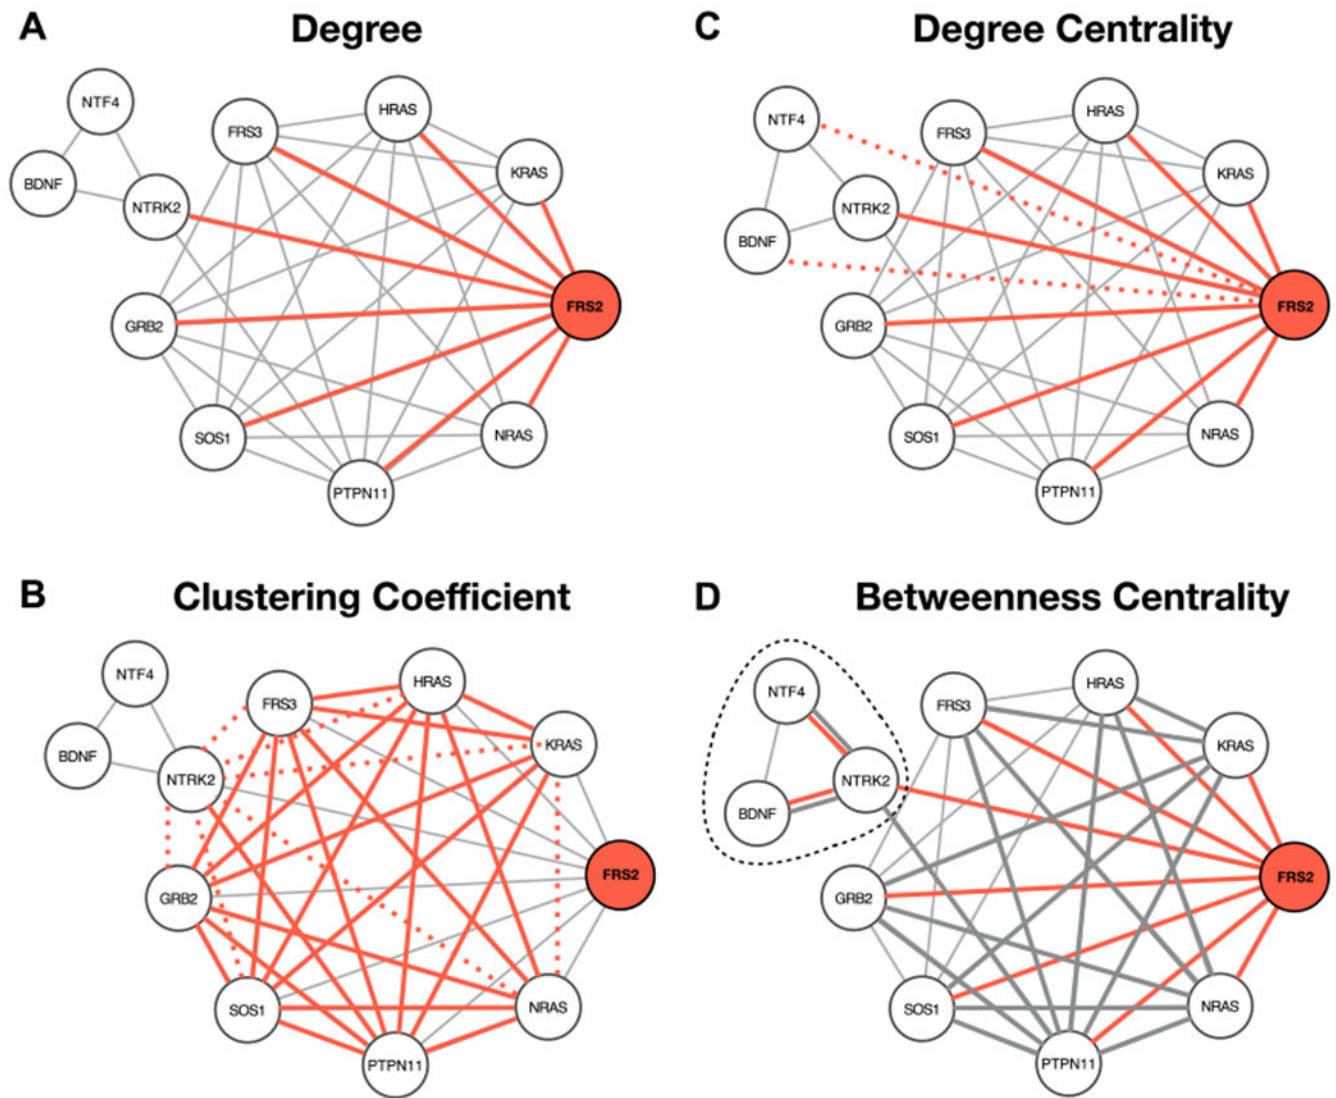 A Degree
NTF4
BDNF
NTRK2
FRS3
HRAS
KRAS
FRS2
GRB2
SOS1
PTPN11
NRAS
C Degree Centrality
NTF4
BDNF
NTRK2
FRS3
HRAS
KRAS
FRS2
GRB2
SOS1
PTPN11
NRAS
B Clustering Coefficient
NTF4
BDNF
NTRK2
FRS3
HRAS
KRAS
FRS2
GRB2
SOS1
PTPN11
NRAS
D Betweenness Centrality
NTF4
BDNF
NTRK2
FRS3
HRAS
KRAS
FRS2
GRB2
SOS1
PTPN11
NRAS